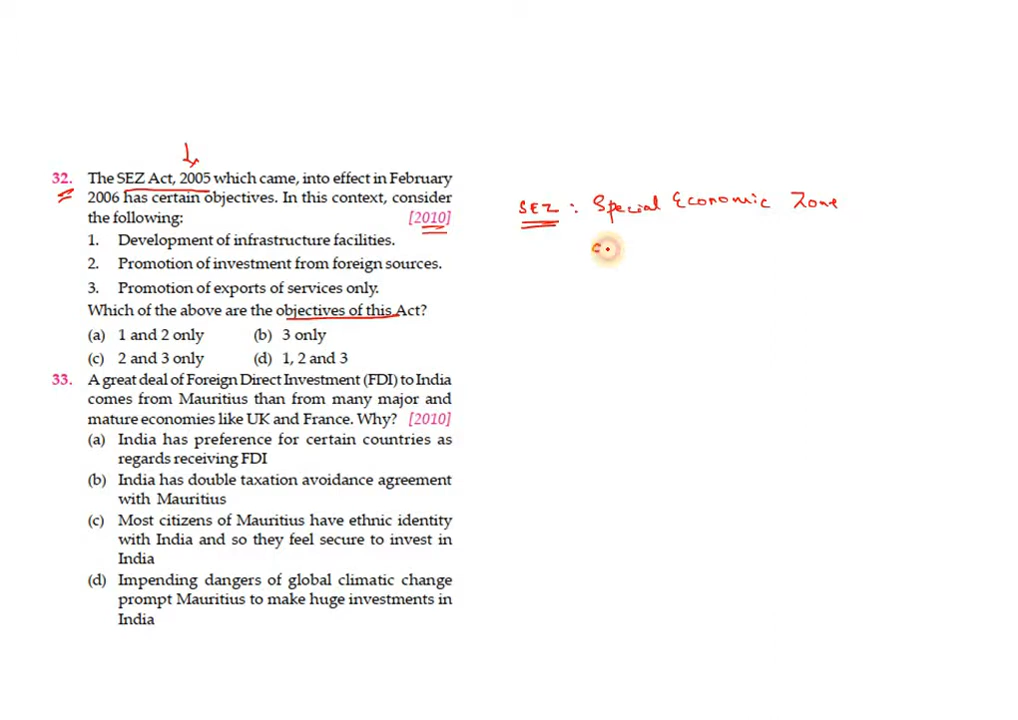 32. The SEZ Act, 2005 which came, into effect in February
2006 has certain objectives. In this context, consider
the following: [2010]
1. Development of infrastructure facilities.
2. Promotion of investment from foreign sources.
3. Promotion of exports of services only.
Which of the above are the objectives of this Act?
(a) 1 and 2 only (b) 3 only
(c) 2 and 3 only (d) 1, 2 and 3
33. A great deal of Foreign Direct Investment (FDI) to India
comes from Mauritius than from many major and
mature economies like UK and France. Why? [2010]
(a) India has preference for certain countries as
regards receiving FDI
(b) India has double taxation avoidance agreement
with Mauritius
(c) Most citizens of Mauritius have ethnic identity
with India and so they feel secure to invest in
India
(d) Impending dangers of global climatic change
prompt Mauritius to make huge investments in
India
SEZ : Special Economic Zone